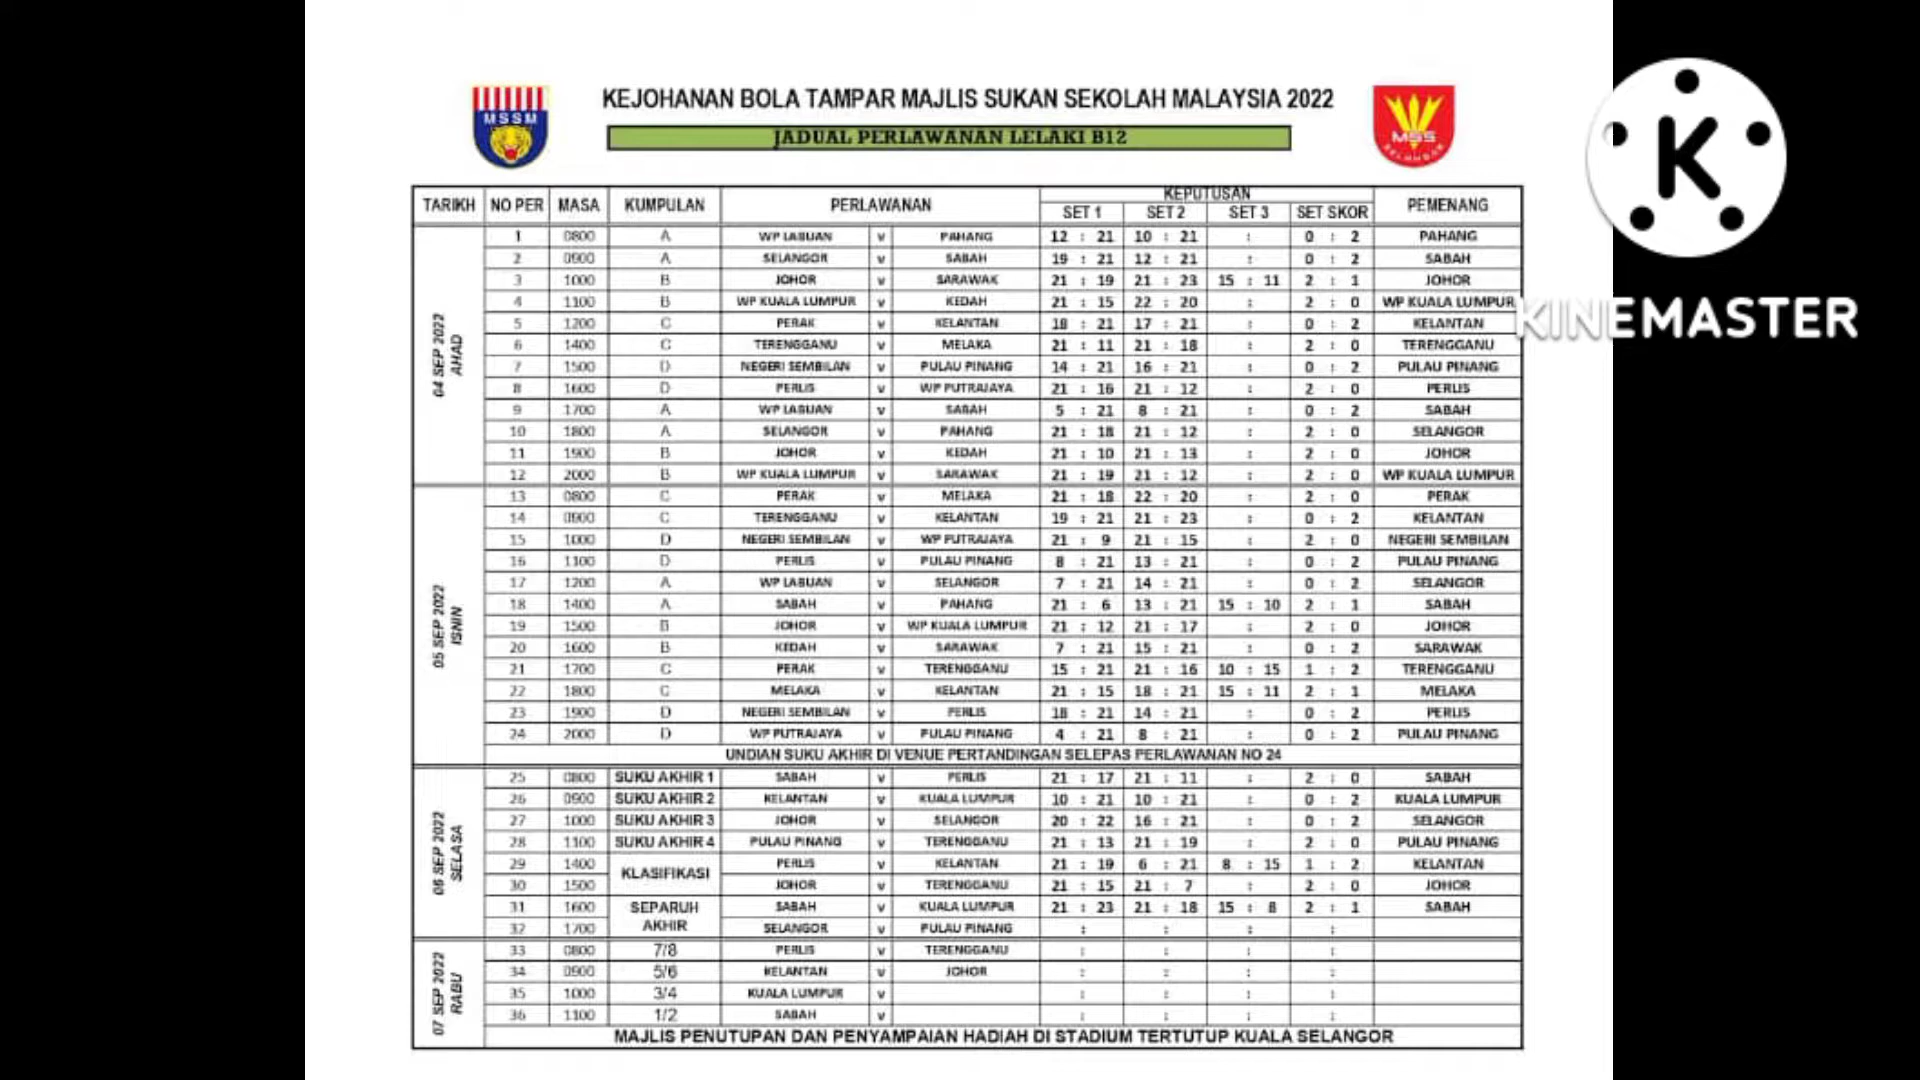 KEJOHANAN BOLA TAMPAR MAJLIS SUKAN SEKOLAH MALAYSIA 2022
JADUAL PERLAWANAN LELAKI B12
MSSM
MSS
KINEMASTER
TARIKH NO PER MASA KUMPULAN PERLAWANAN KEPUTUSAN PEMENANG
SET 1 SET 2 SET 3 SET SKOR
04 SEP 2022 AHAD
1 0800 A WP LABUAN v PAHANG 12 : 21 10 : 21 : 0 : 2 PAHANG
2 0900 A SELANGOR v SABAH 19 : 21 12 : 21 : 0 : 2 SABAH
3 1000 B JOHOR v SARAWAK 21 : 19 21 : 23 15 : 11 2 : 1 JOHOR
4 1100 B WP KUALA LUMPUR v KEDAH 21 : 15 22 : 20 : 2 : 0 WP KUALA LUMPUR
5 1200 C PERAK v KELANTAN 18 : 21 17 : 21 : 0 : 2 KELANTAN
6 1400 C TERENGGANU v MELAKA 21 : 11 21 : 18 : 2 : 0 TERENGGANU
7 1500 D NEGERI SEMBILAN v PULAU PINANG 14 : 21 16 : 21 : 0 : 2 PULAU PINANG
8 1600 D PERLIS v WP PUTRAJAYA 21 : 16 21 : 12 : 2 : 0 PERLIS
9 1700 A WP LABUAN v SABAH 5 : 21 8 : 21 : 0 : 2 SABAH
10 1800 A SELANGOR v PAHANG 21 : 18 21 : 12 : 2 : 0 SELANGOR
11 1900 B JOHOR v KEDAH 21 : 10 21 : 13 : 2 : 0 JOHOR
12 2000 B WP KUALA LUMPUR v SARAWAK 21 : 19 21 : 12 : 2 : 0 WP KUALA LUMPUR
05 SEP 2022 ISNIN
13 0800 C PERAK v MELAKA 21 : 18 22 : 20 : 2 : 0 PERAK
14 0900 C TERENGGANU v KELANTAN 19 : 21 21 : 23 : 0 : 2 KELANTAN
15 1000 D NEGERI SEMBILAN v WP PUTRAJAYA 21 : 9 21 : 15 : 2 : 0 NEGERI SEMBILAN
16 1100 D PERLIS v PULAU PINANG 8 : 21 13 : 21 : 0 : 2 PULAU PINANG
17 1200 A WP LABUAN v SELANGOR 7 : 21 14 : 21 : 0 : 2 SELANGOR
18 1400 A SABAH v PAHANG 21 : 6 13 : 21 15 : 10 2 : 1 SABAH
19 1500 B JOHOR v WP KUALA LUMPUR 21 : 12 21 : 17 : 2 : 0 JOHOR
20 1600 B KEDAH v SARAWAK 7 : 21 15 : 21 : 0 : 2 SARAWAK
21 1700 C PERAK v TERENGGANU 15 : 21 21 : 16 10 : 15 1 : 2 TERENGGANU
22 1800 C MELAKA v KELANTAN 21 : 15 18 : 21 15 : 11 2 : 1 MELAKA
23 1900 D NEGERI SEMBILAN v PERLIS 18 : 21 14 : 21 : 0 : 2 PERLIS
24 2000 D WP PUTRAJAYA v PULAU PINANG 4 : 21 8 : 21 : 0 : 2 PULAU PINANG
UNDIAN SUKU AKHIR DI VENUE PERTANDINGAN SELEPAS PERLAWANAN NO 24
06 SEP 2022 SELASA
25 0800 SUKU AKHIR 1 SABAH v PERLIS 21 : 17 21 : 11 : 2 : 0 SABAH
26 0900 SUKU AKHIR 2 KELANTAN v KUALA LUMPUR 10 : 21 10 : 21 : 0 : 2 KUALA LUMPUR
27 1000 SUKU AKHIR 3 JOHOR v SELANGOR 20 : 22 16 : 21 : 0 : 2 SELANGOR
28 1100 SUKU AKHIR 4 PULAU PINANG v TERENGGANU 21 : 13 21 : 19 : 2 : 0 PULAU PINANG
29 1400 KLASIFIKASI PERLIS v KELANTAN 21 : 19 6 : 21 8 : 15 1 : 2 KELANTAN
30 1500 JOHOR v TERENGGANU 21 : 15 21 : 7 : 2 : 0 JOHOR
31 1600 SEPARUH AKHIR SABAH v KUALA LUMPUR 21 : 23 21 : 18 15 : 8 2 : 1 SABAH
32 1700 SELANGOR v PULAU PINANG : : : :
07 SEP 2022 RABU
33 0800 7/8 PERLIS v TERENGGANU : : : :
34 0900 5/6 KELANTAN v JOHOR : : : :
35 1000 3/4 KUALA LUMPUR v : : : :
36 1100 1/2 SABAH v : : : :
MAJLIS PENUTUPAN DAN PENYAMPAIAN HADIAH DI STADIUM TERTUTUP KUALA SELANGOR